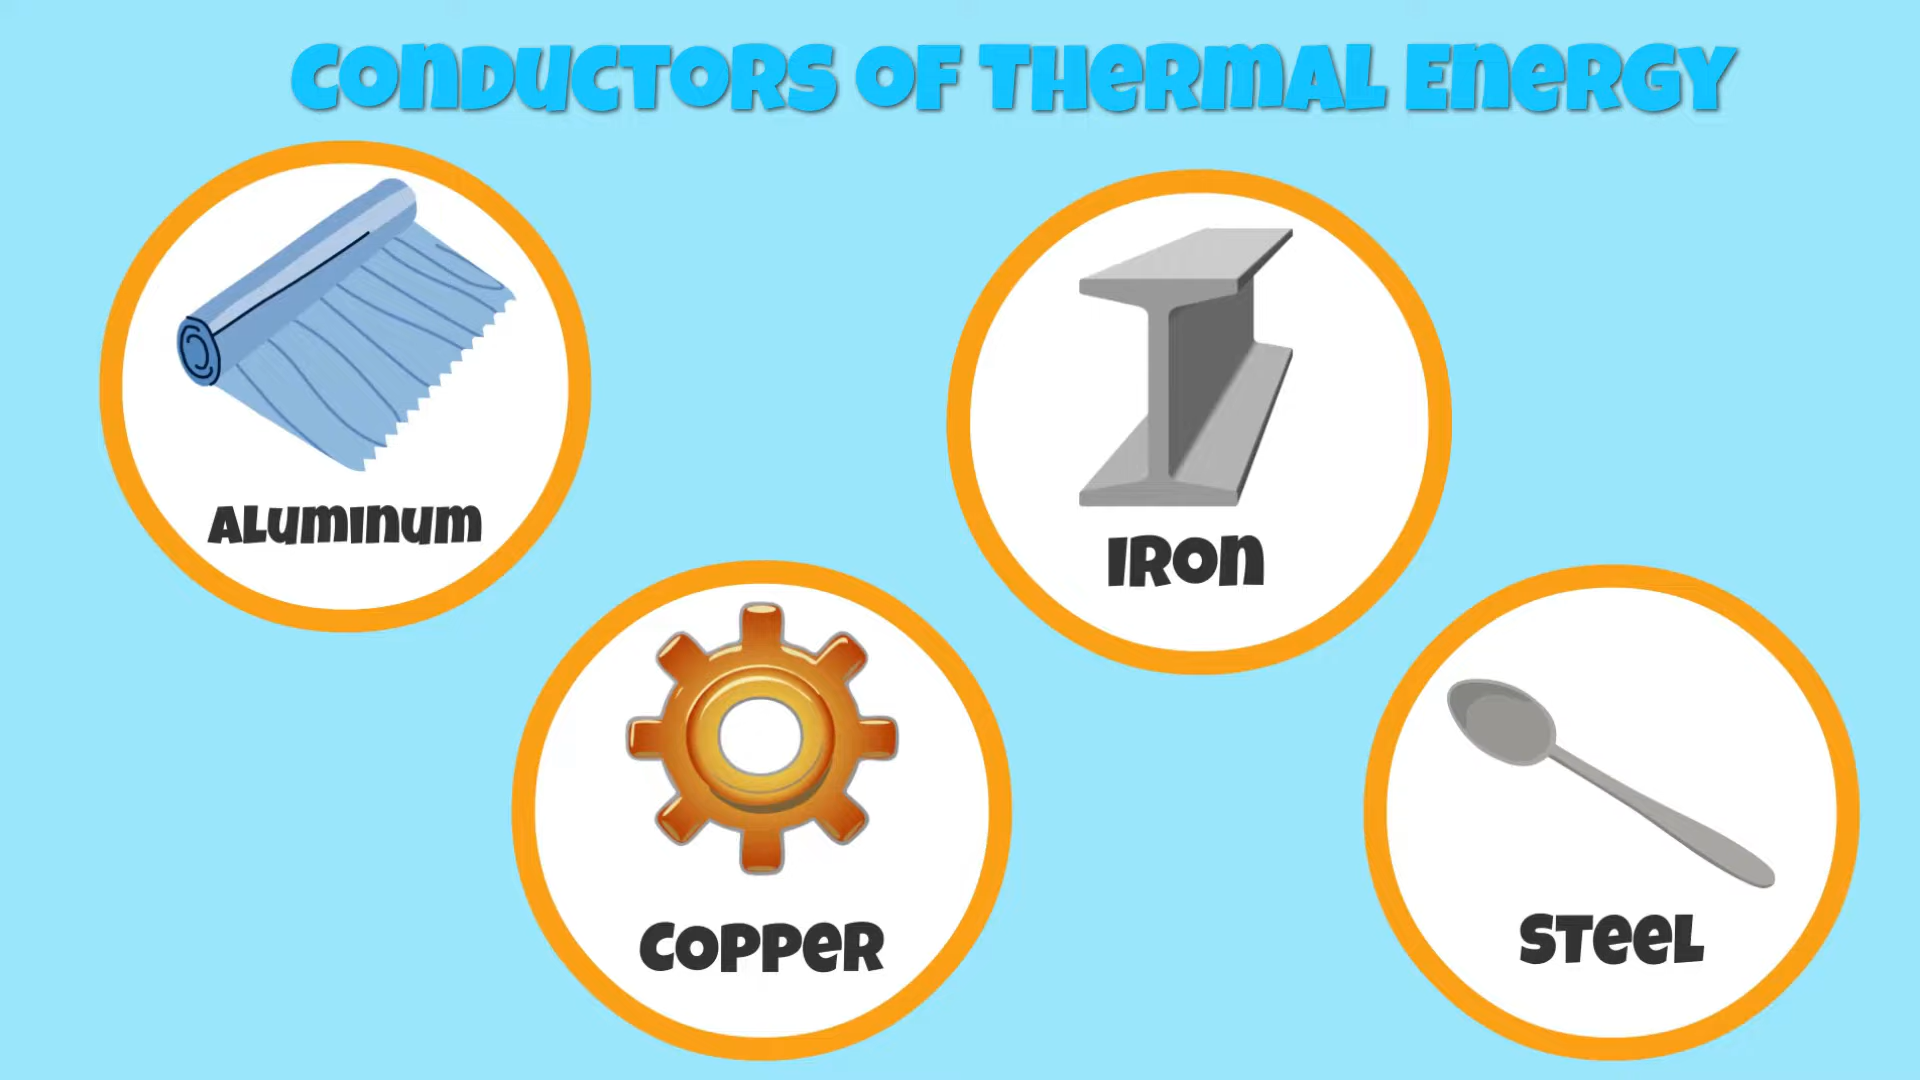 CONDUCTORS OF THERMAL ENERGY
ALUMINUM
IRON
COPPER
STEEL